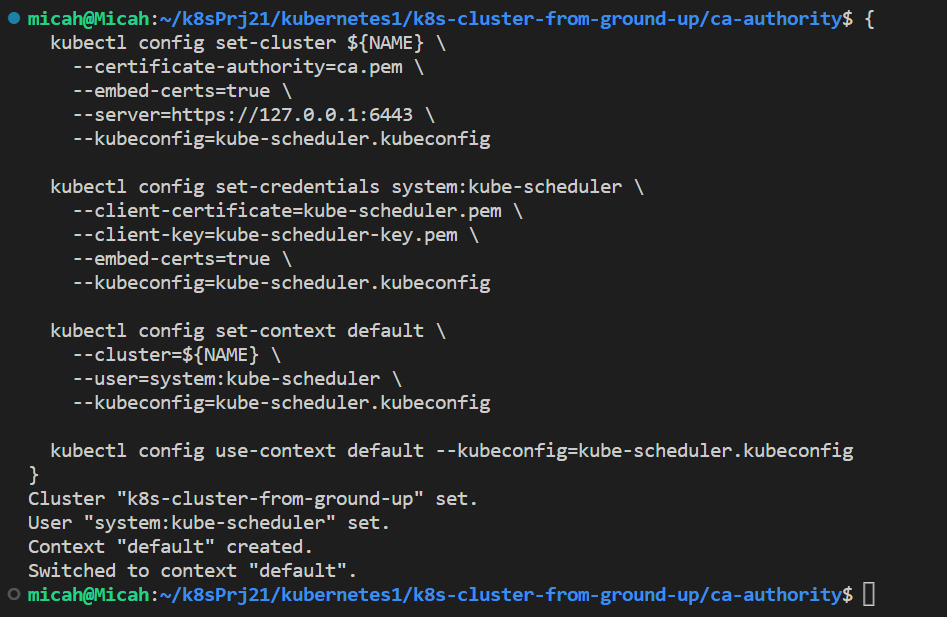 micah@Micah:~/k8sPrj21/kubernetes1/k8s-cluster-from-ground-up/ca-authority$ {
  kubectl config set-cluster ${NAME} \
    --certificate-authority=ca.pem \
    --embed-certs=true \
    --server=https://127.0.0.1:6443 \
    --kubeconfig=kube-scheduler.kubeconfig

  kubectl config set-credentials system:kube-scheduler \
    --client-certificate=kube-scheduler.pem \
    --client-key=kube-scheduler-key.pem \
    --embed-certs=true \
    --kubeconfig=kube-scheduler.kubeconfig

  kubectl config set-context default \
    --cluster=${NAME} \
    --user=system:kube-scheduler \
    --kubeconfig=kube-scheduler.kubeconfig

  kubectl config use-context default --kubeconfig=kube-scheduler.kubeconfig
}
Cluster "k8s-cluster-from-ground-up" set.
User "system:kube-scheduler" set.
Context "default" created.
Switched to context "default".
micah@Micah:~/k8sPrj21/kubernetes1/k8s-cluster-from-ground-up/ca-authority$